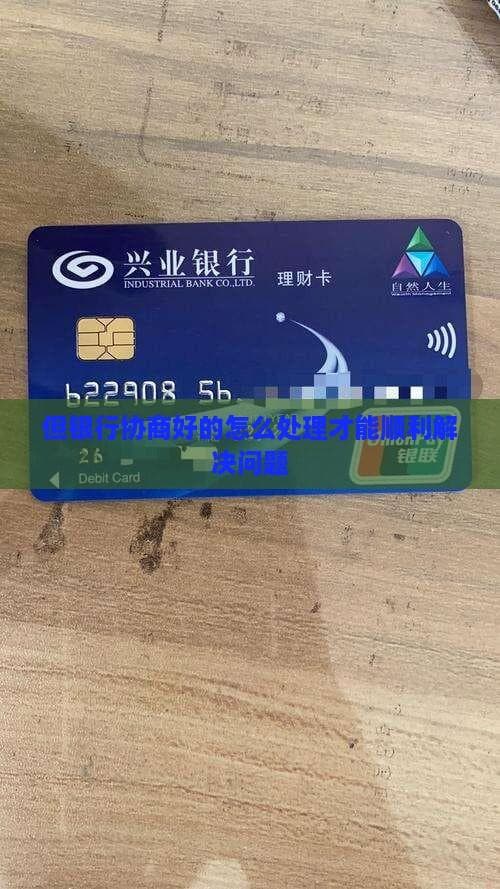 兴业银行
INDUSTRIAL BANK CO.,LTD.
理财卡
自然人生
Wealth Management
622908 56
但银行协商好的怎么处理才能顺利解
决问题
26
UnionPay
银联
Debit Card